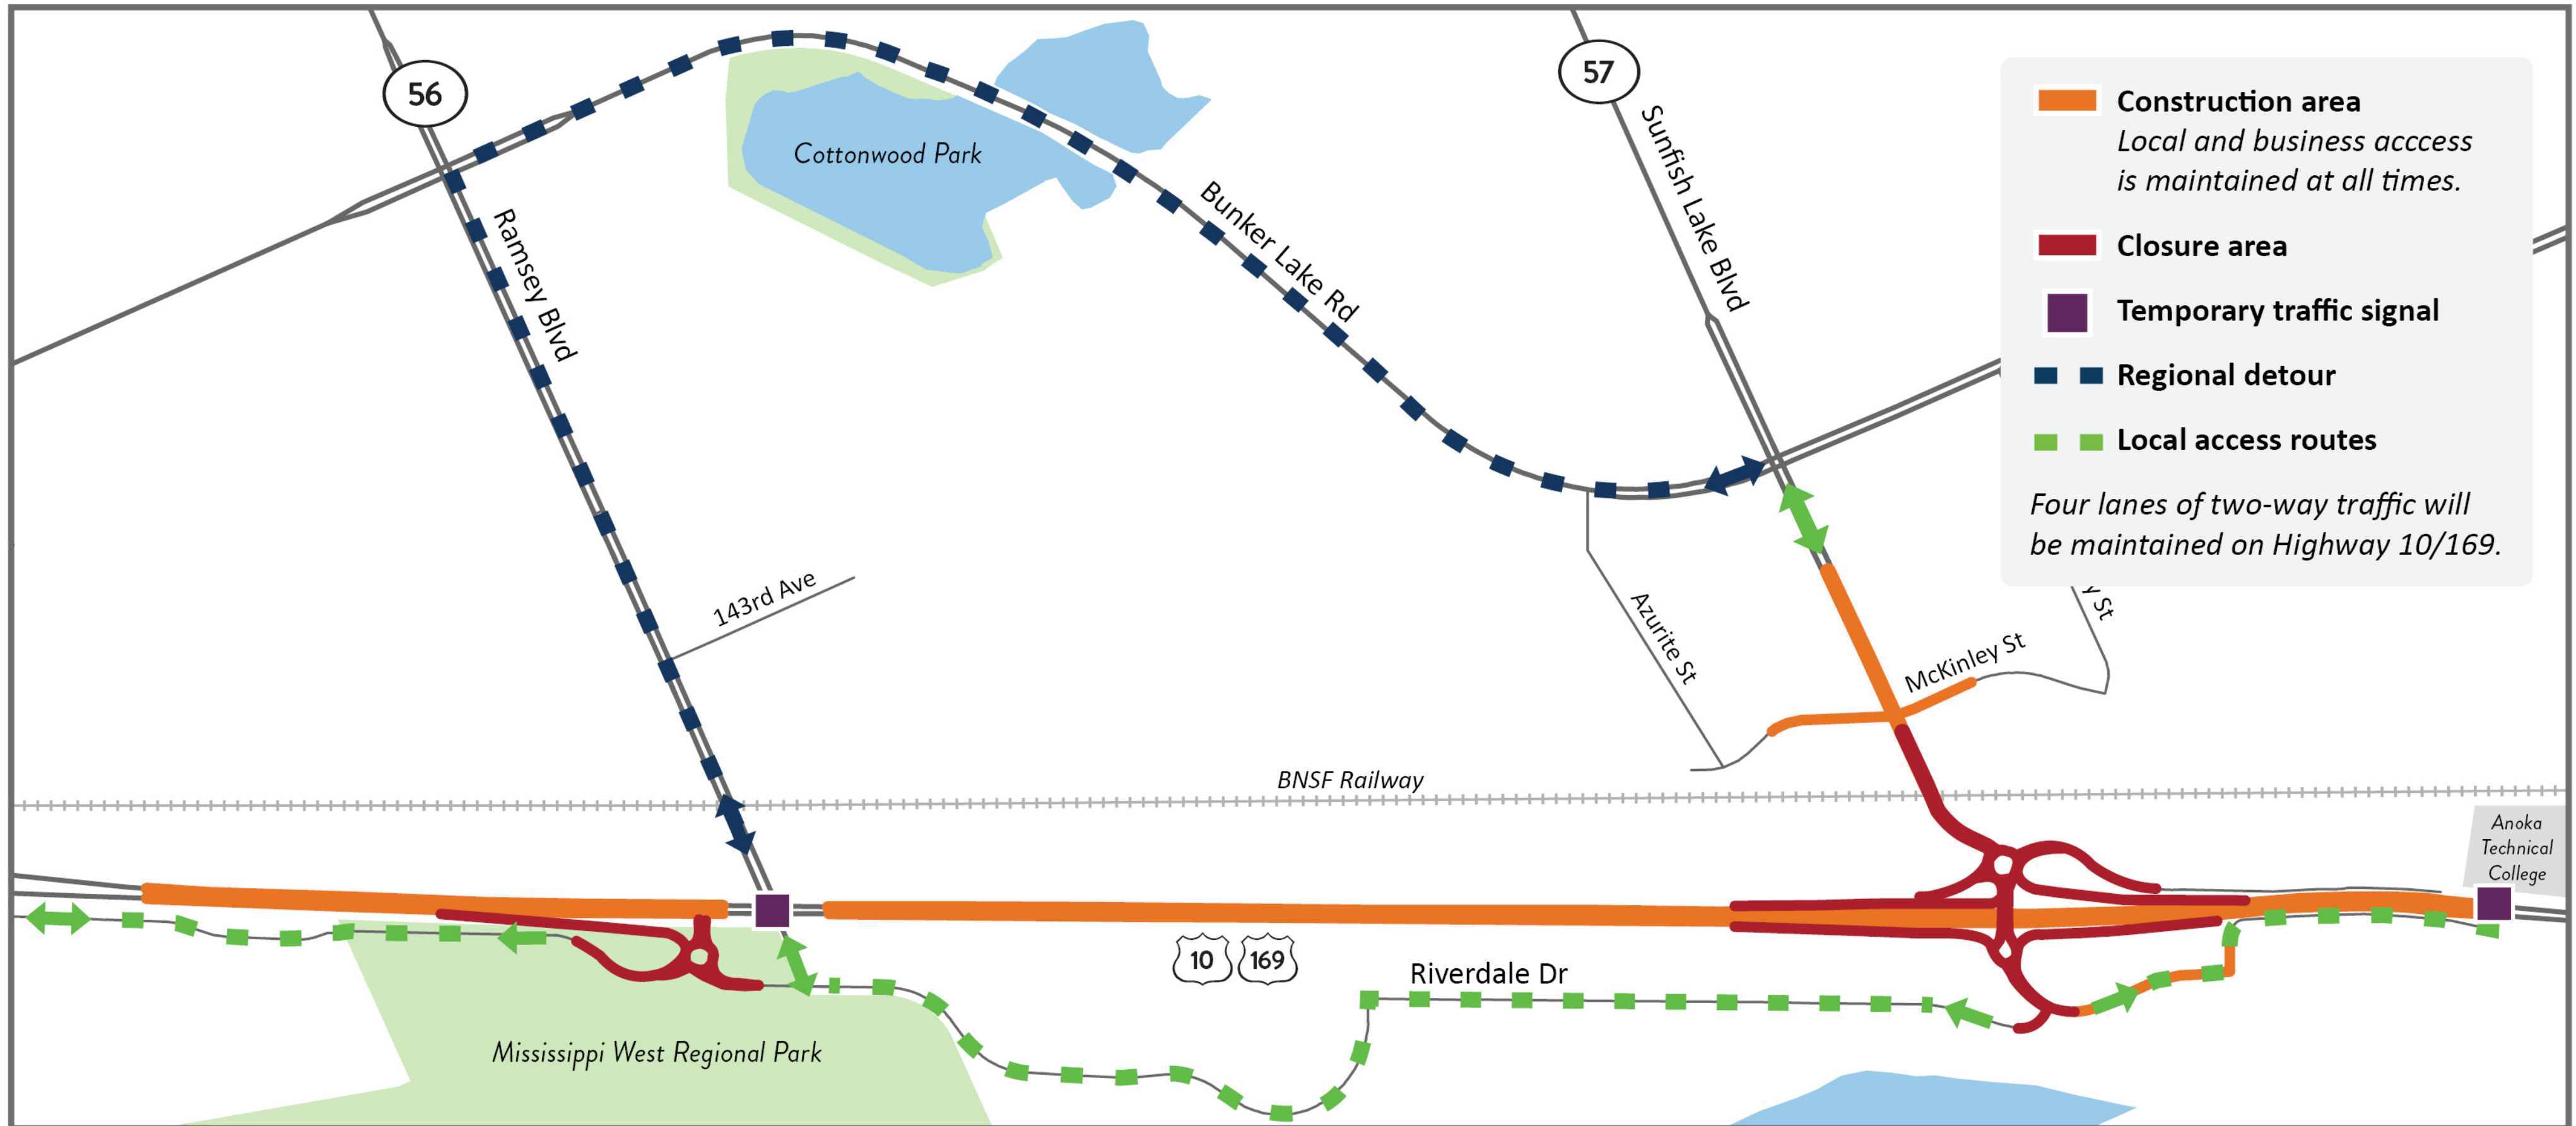 56
57
Cottonwood Park
Ramsey Blvd
Bunker Lake Rd
Sunfish Lake Blvd
Construction area
Local and business acccess
is maintained at all times.
Closure area
Temporary traffic signal
Regional detour
Local access routes
Four lanes of two-way traffic will
be maintained on Highway 10/169.
143rd Ave
Azurite St
McKinley St
y St
BNSF Railway
Anoka
Technical
College
10
169
Riverdale Dr
Mississippi West Regional Park